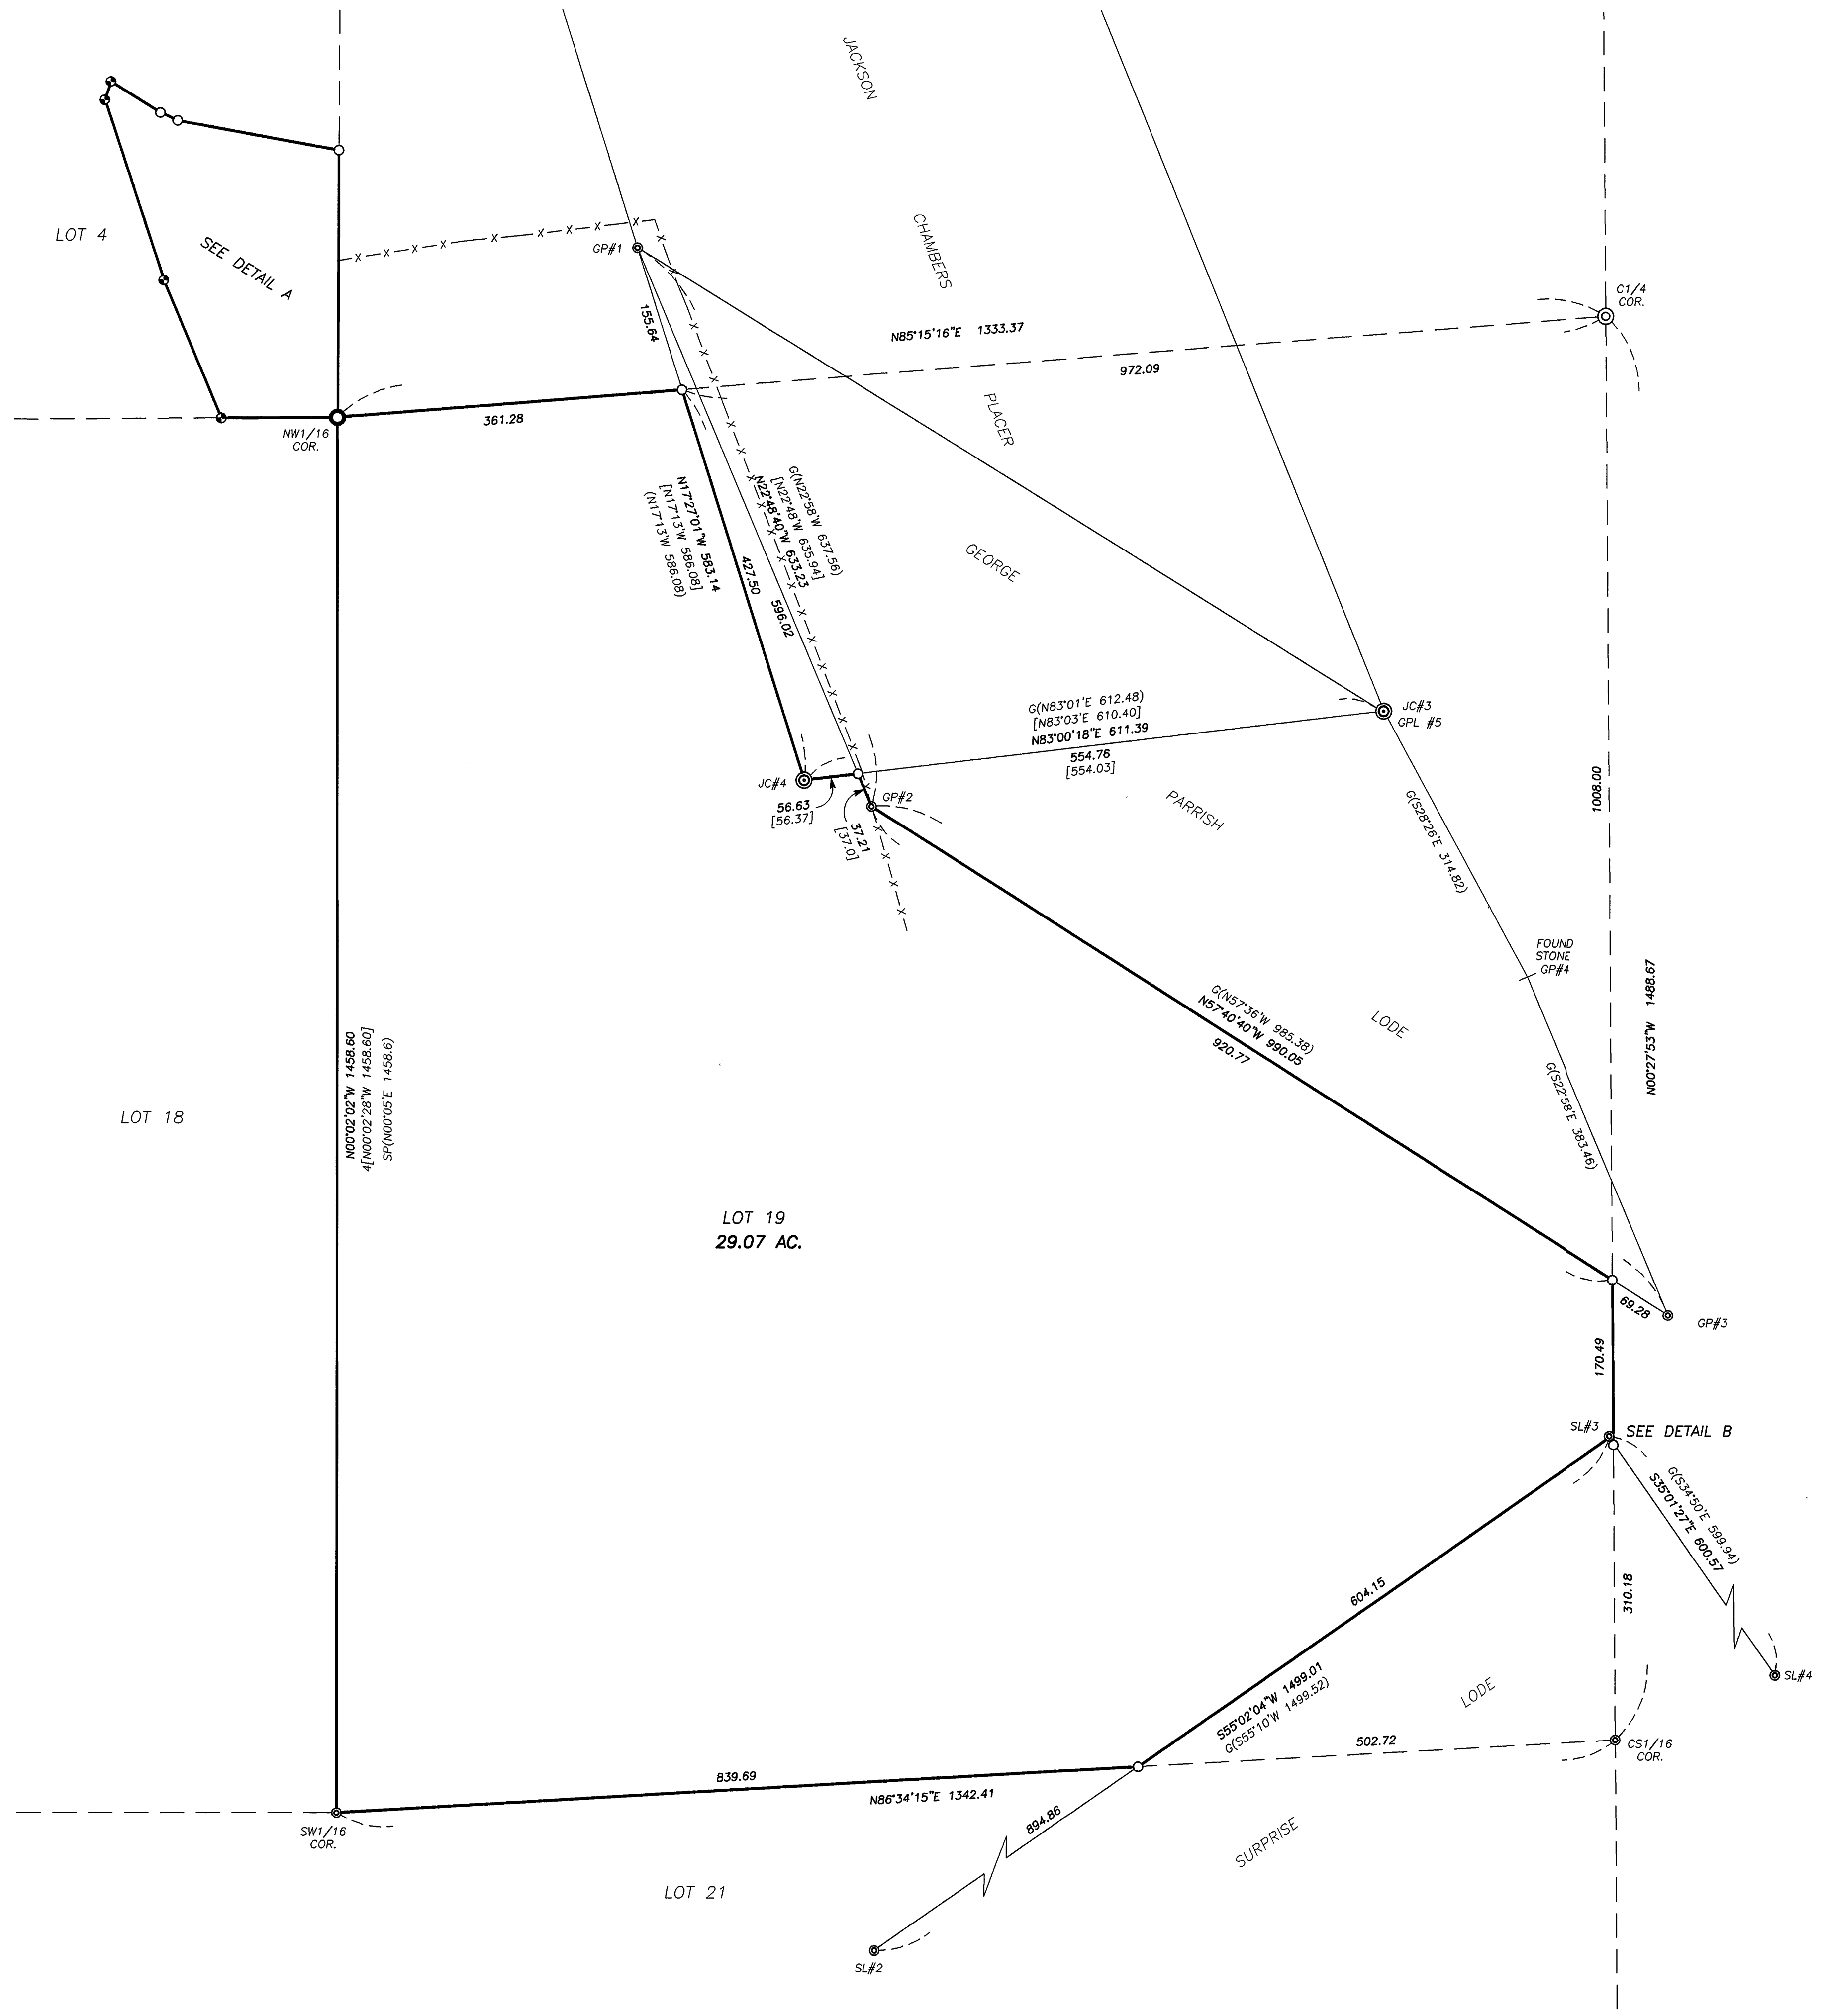 JACKSON
LOT 4
SEE DETAIL A
GP#1
CHAMBERS
C1/4
COR.
155.64
N85°15'16"E 1333.37
972.09
361.28
NW1/16
COR.
PLACER
G(N22°58'W 637.56)
[N22°48'W 635.94]
N22°48'40"W 633.23
N17°27'01"W 583.14
[N17°13'W 586.08]
(N17°13'W 586.08)
427.50
596.02
GEORGE
G(N83°01'E 612.48)
[N83°03'E 610.40]
N83°00'18"E 611.39
554.76
[554.03]
JC#3
GPL #5
JC#4
56.63
[56.37]
37.21
[37.0]
GP#2
PARRISH
G(S28°26'E 314.82)
1008.00
FOUND
STONE
GP#4
N00°27'53"W 1488.67
G(N57°36'W 985.38)
N57°40'40"W 990.05
920.77
LODE
G(S22°58'E 383.46)
LOT 18
N00°02'02"W 1458.60
4[N00°02'28"W 1458.60]
SP(N00°05'E 1458.6)
LOT 19
29.07 AC.
69.28
GP#3
170.49
SL#3
SEE DETAIL B
G(S34°50'E 599.94)
S35°01'27"E 600.57
310.18
604.15
SL#4
S55°02'04"W 1499.01
G(S55°10'W 1499.52)
LODE
502.72
CS1/16
COR.
839.69
N86°34'15"E 1342.41
SW1/16
COR.
894.86
SURPRISE
LOT 21
SL#2